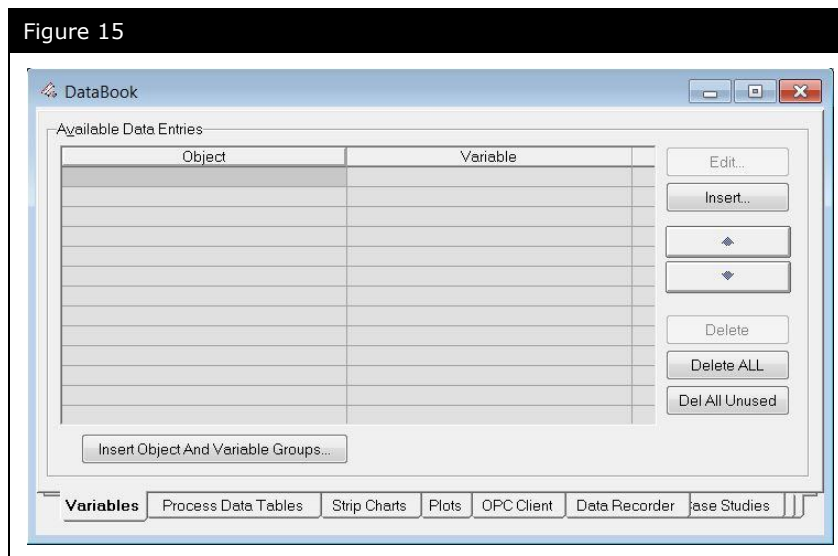 Figure 15
DataBook
Available Data Entries
Object Variable
Edit...
Insert...
Delete
Delete ALL
Del All Unused
Insert Object And Variable Groups...
Variables Process Data Tables Strip Charts Plots OPC Client Data Recorder ase Studies